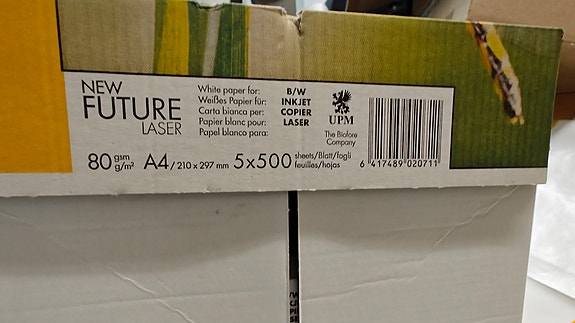 NEW
FUTURE
LASER
White paper for:
Weißes Papier für:
Carta bianca per:
Papier blanc pour:
Papel blanco para:
B/W
INKJET
COPIER
LASER
UPM
The Biofore
Company
80 gsm g/m² A4 / 210 x 297 mm 5x500 sheets/Blatt/fogli
feuilles/hojas
6 417489 020711